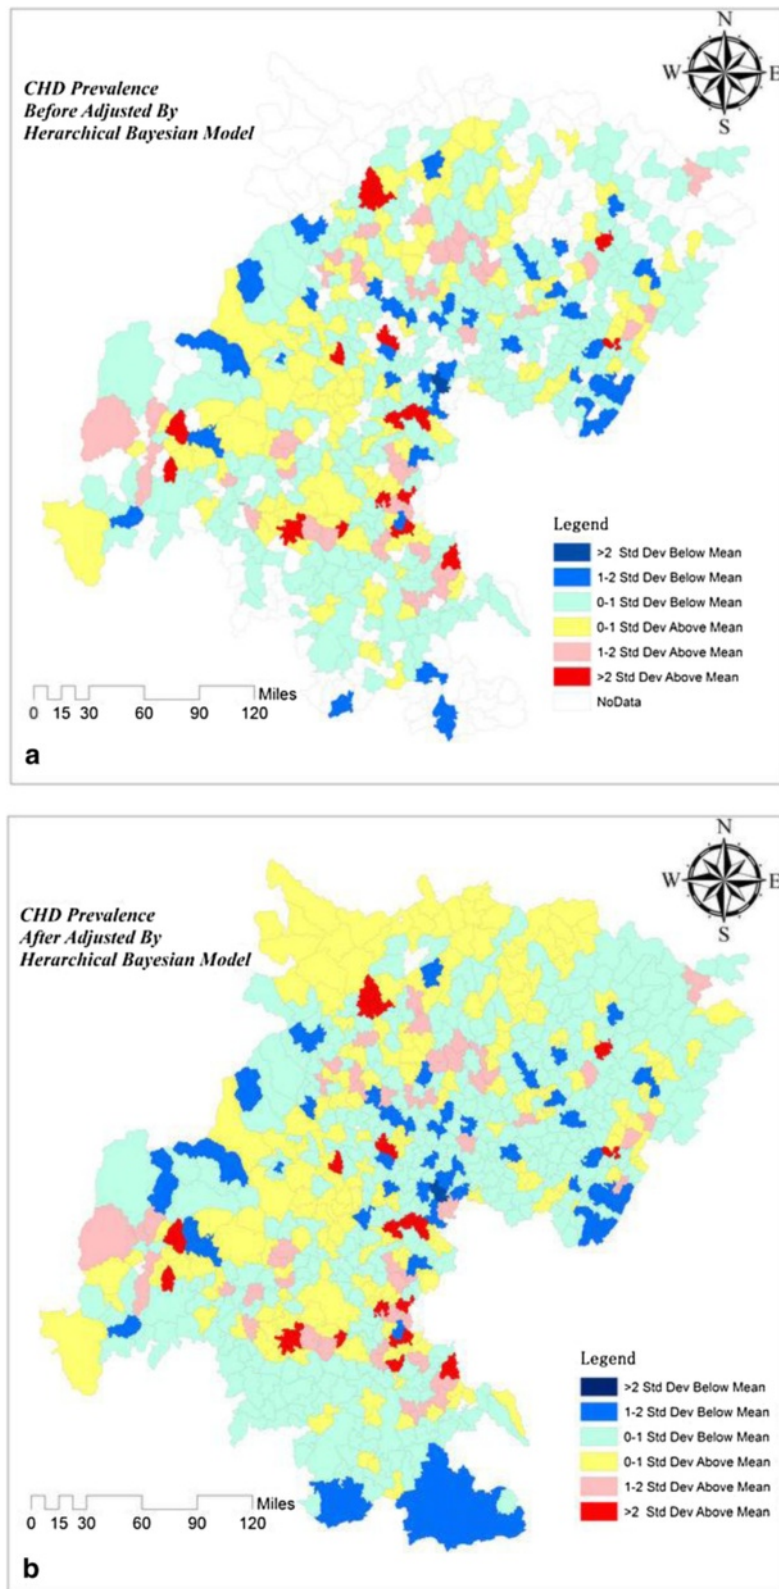 CHD Prevalence
Before Adjusted By
Herarchical Bayesian Model
N
W E
S
Legend
>2 Std Dev Below Mean
1-2 Std Dev Below Mean
0-1 Std Dev Below Mean
0-1 Std Dev Above Mean
1-2 Std Dev Above Mean
>2 Std Dev Above Mean
NoData
Miles
0 15 30 60 90 120
a
CHD Prevalence
After Adjusted By
Herarchical Bayesian Model
N
W E
S
Legend
>2 Std Dev Below Mean
1-2 Std Dev Below Mean
0-1 Std Dev Below Mean
0-1 Std Dev Above Mean
1-2 Std Dev Above Mean
>2 Std Dev Above Mean
Miles
0 15 30 60 90 120
b